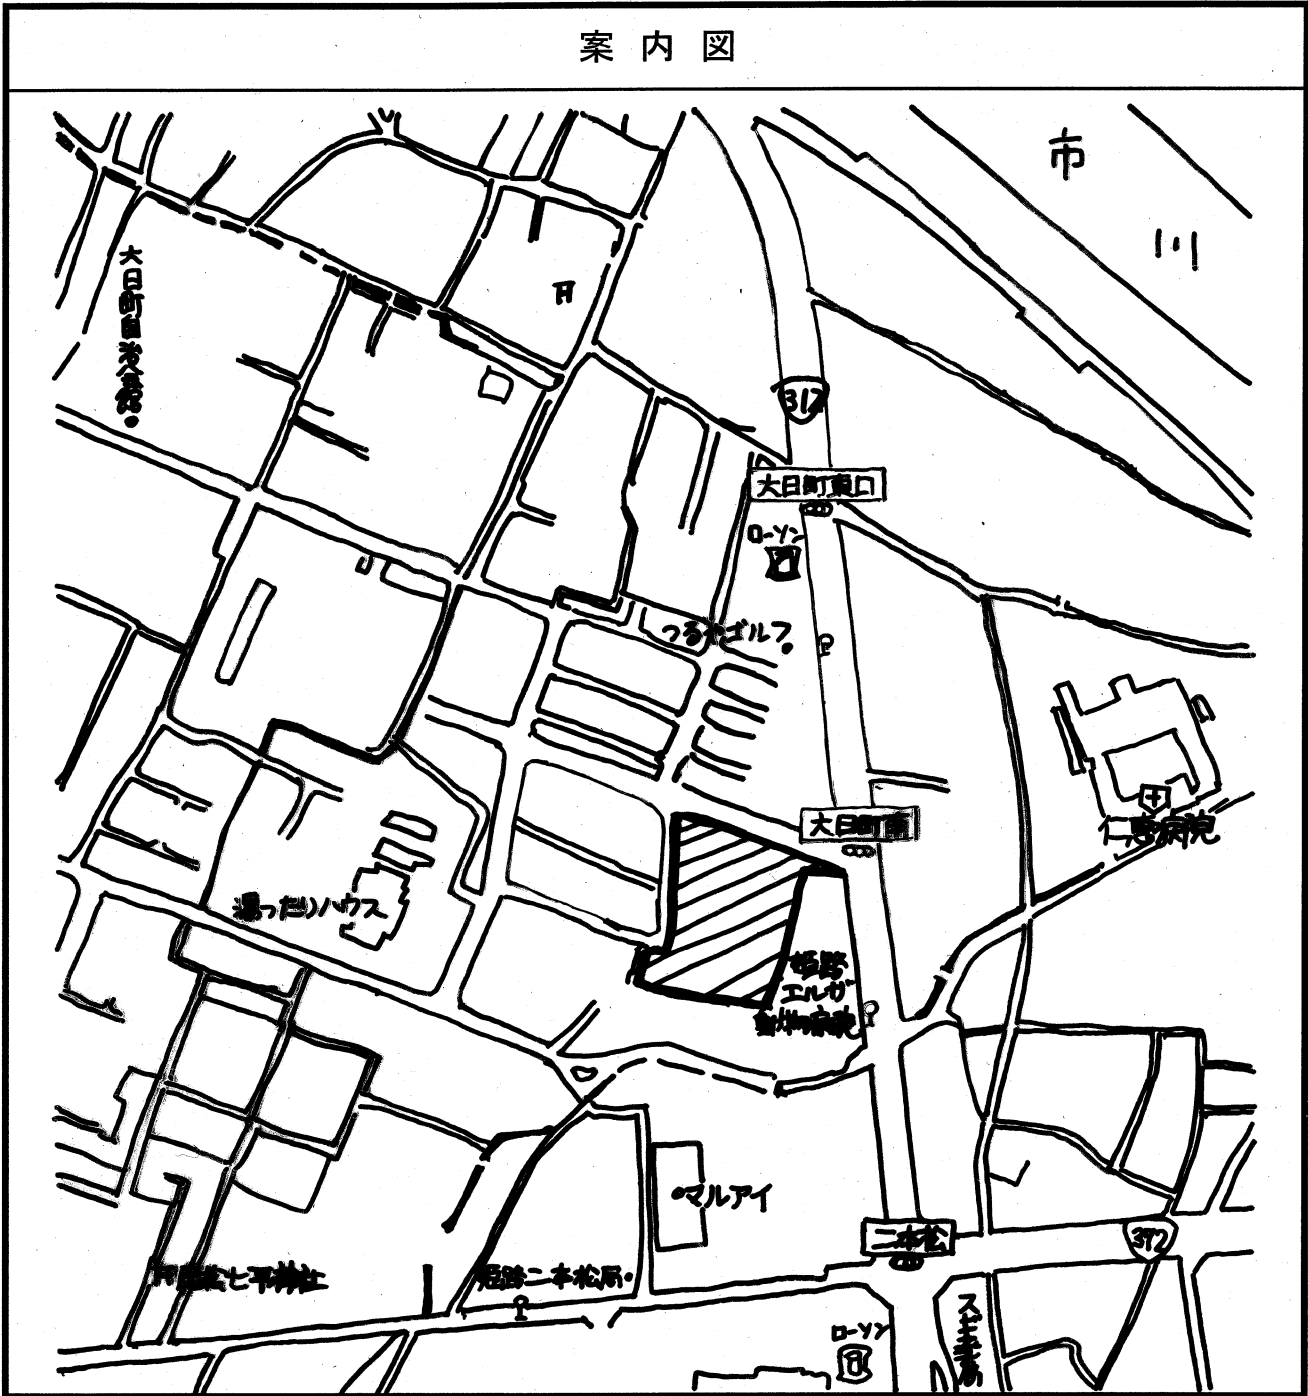 案内図
市
川
大日町自治会館
312
大日町東口
ローソン
つるやゴルフ
大日町南
仁恵病院
湯ったりハウス
姫路
エルザ
動物病院
マルアイ
二本松
372
姫路二本松局
ローソン